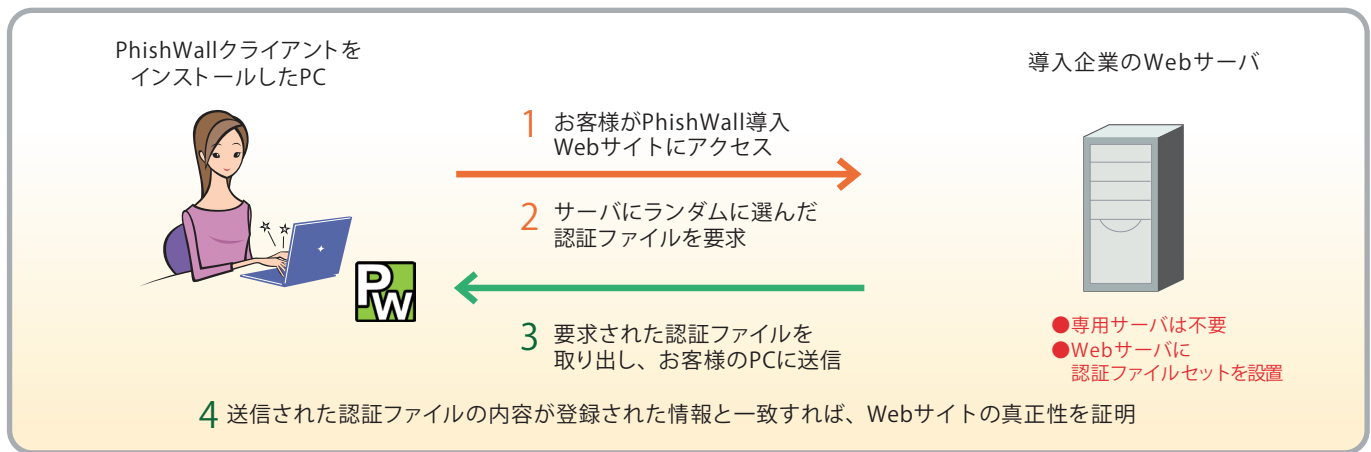 PhishWallクライアントを
インストールしたPC
導入企業のWebサーバ
1 お客様がPhishWall導入
Webサイトにアクセス
2 サーバにランダムに選んだ
認証ファイルを要求
PW
3 要求された認証ファイルを
取り出し、お客様のPCに送信
●専用サーバは不要
●Webサーバに
認証ファイルセットを設置
4 送信された認証ファイルの内容が登録された情報と一致すれば、Webサイトの真正性を証明